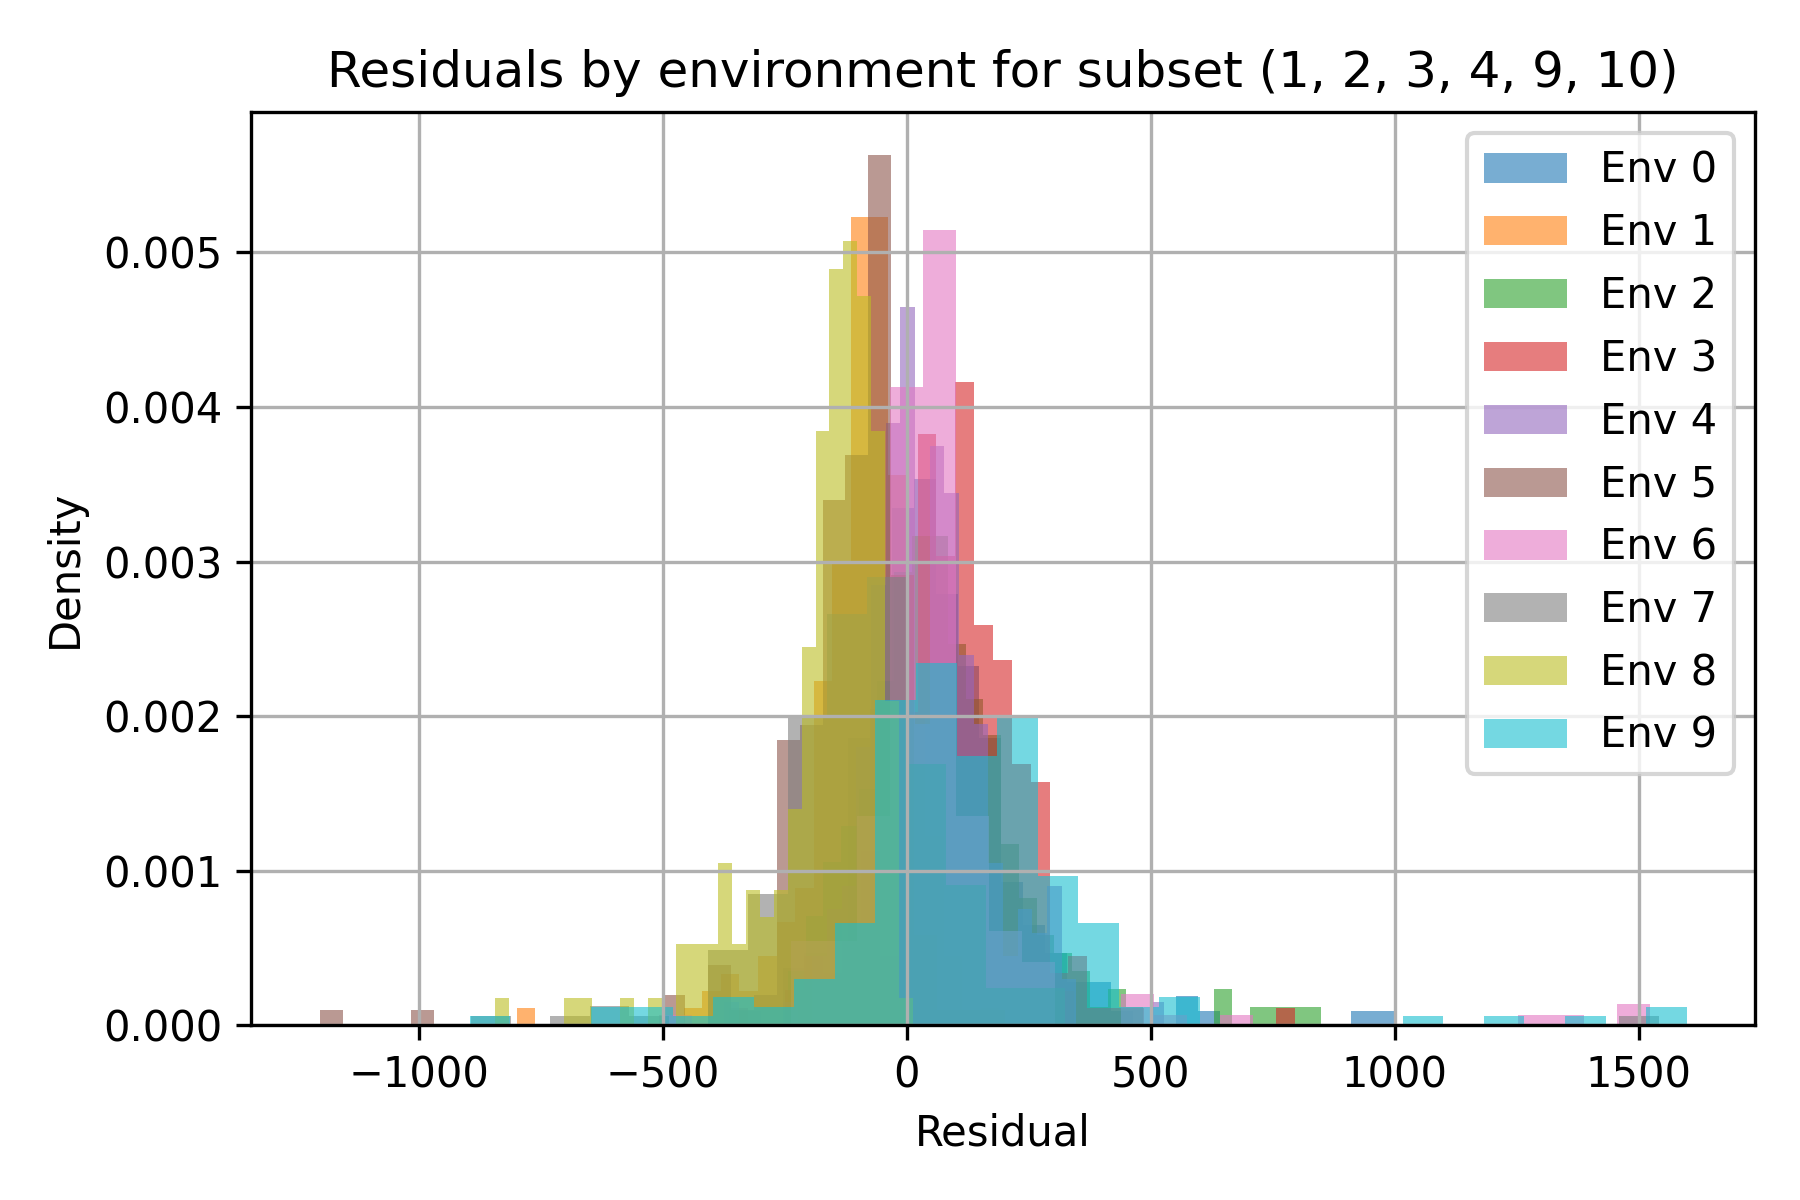 Residuals by environment for subset (1, 2, 3, 4, 9, 10)
Density
0.005
0.004
0.003
0.002
0.001
0.000
−1000
−500
0
500
1000
1500
Residual
Env 0
Env 1
Env 2
Env 3
Env 4
Env 5
Env 6
Env 7
Env 8
Env 9